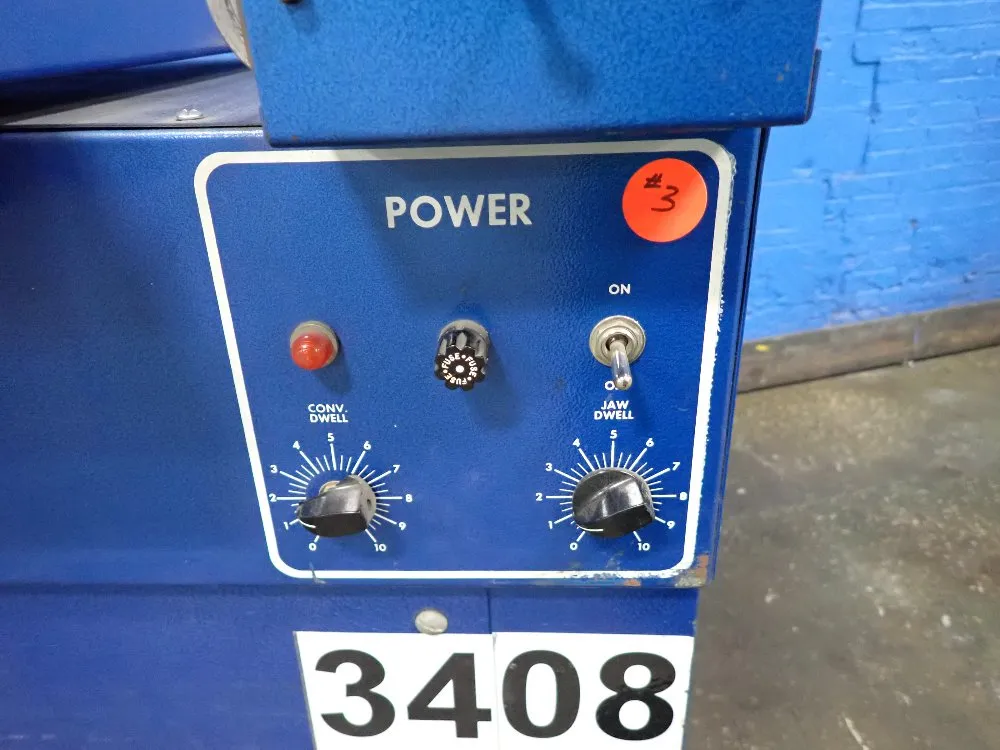 POWER
#3
ON
FUSE • FUSE • FUSE •
CONV.
DWELL
0 1 2 3 4 5 6 7 8 9 10
JAW
DWELL
0 1 2 3 4 5 6 7 8 9 10
3408